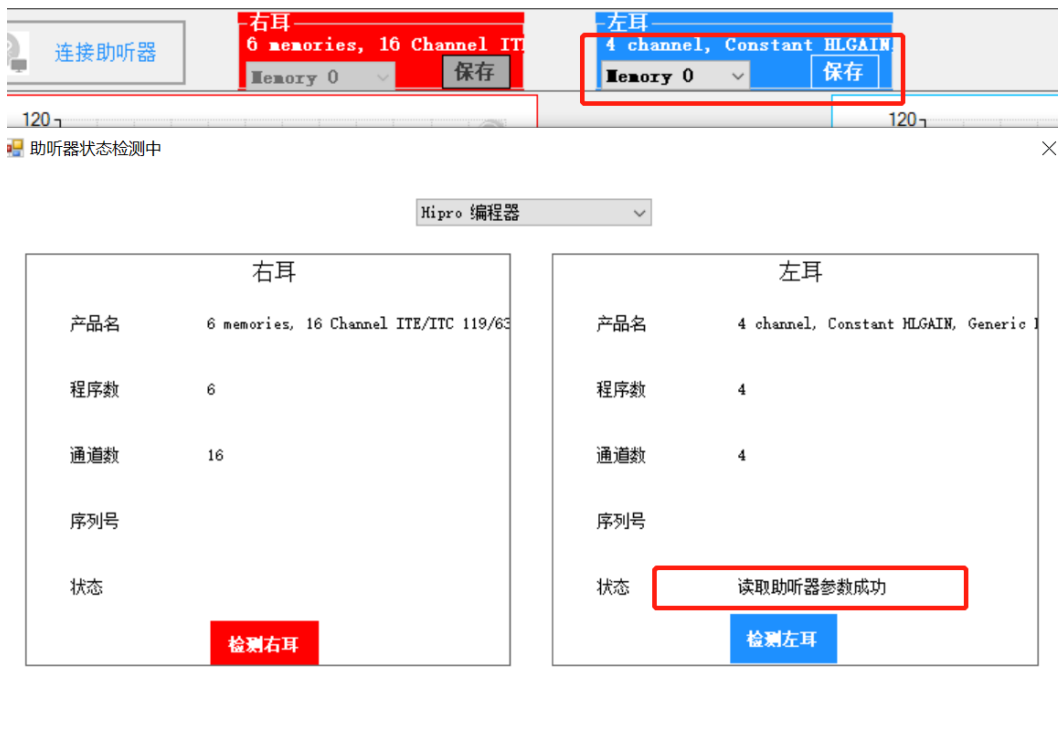 连接助听器
右耳
6 memories, 16 Channel IT
Memory 0
保存
左耳
4 channel, Constant HLGAIN
Memory 0
保存
120
120
助听器状态检测中
Hipro 编程器
右耳
产品名 6 memories, 16 Channel ITE/ITC 119/63
程序数 6
通道数 16
序列号
状态
检测右耳
左耳
产品名 4 channel, Constant HLGAIN, Generic
程序数 4
通道数 4
序列号
状态 读取助听器参数成功
检测左耳